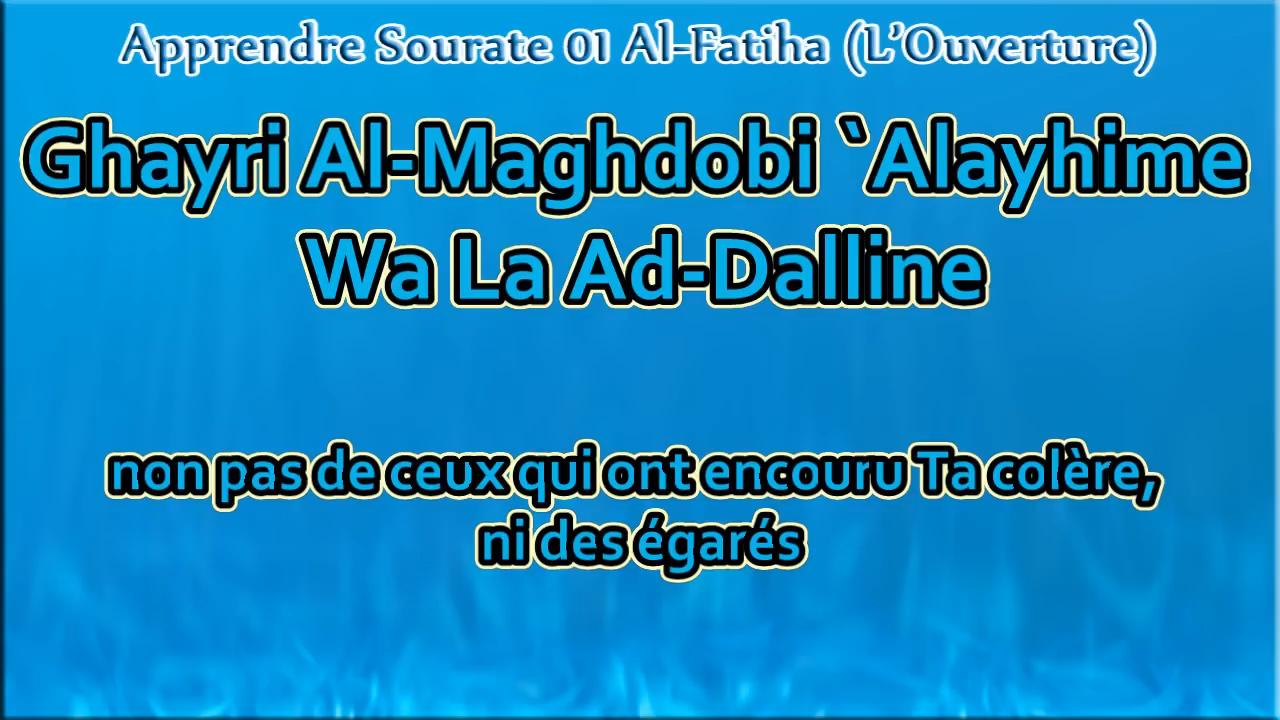 Apprendre Sourate 01 Al-Fatiha (L’Ouverture)
Ghayri Al-Maghdobi `Alayhime
Wa La Ad-Dalline
non pas de ceux qui ont encouru Ta colère,
ni des égarés